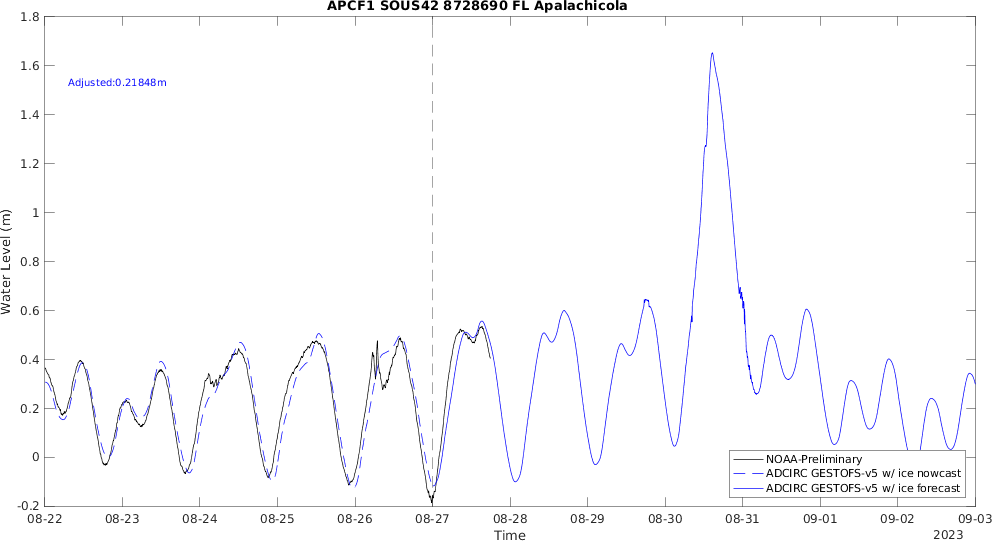 APCF1 SOUS42 8728690 FL Apalachicola
1.8
1.6
1.4
1.2
1
0.8
0.6
0.4
0.2
0
-0.2
Water Level (m)
Adjusted:0.21848m
NOAA-Preliminary
ADCIRC GESTOFS-v5 w/ ice nowcast
ADCIRC GESTOFS-v5 w/ ice forecast
08-22 08-23 08-24 08-25 08-26 08-27 08-28 08-29 08-30 08-31 09-01 09-02 09-03
Time
2023